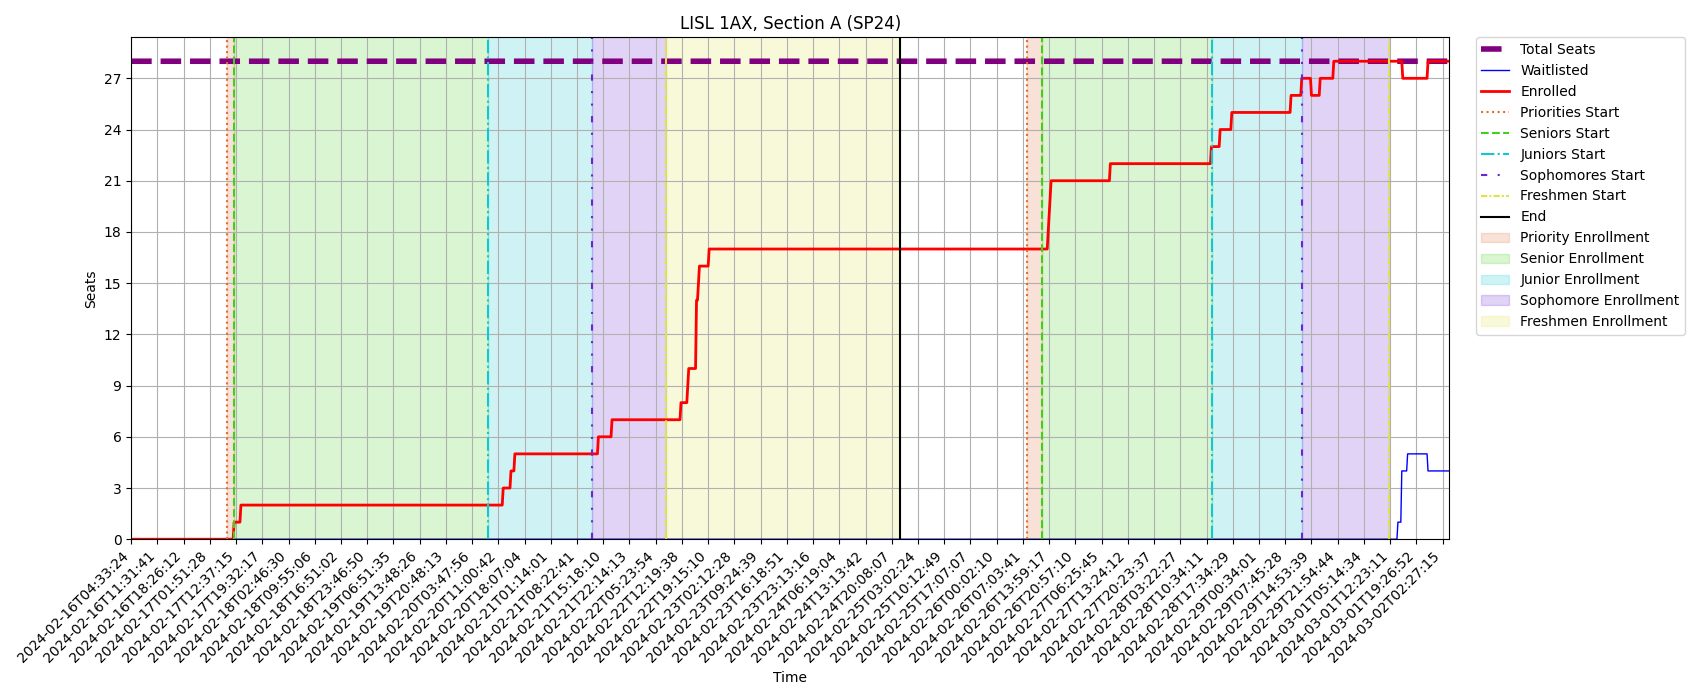 LISL 1AX, Section A (SP24)
Seats
27
24
21
18
15
12
9
6
3
0
2024-02-16T04:33:24
2024-02-16T11:31:41
2024-02-16T18:26:12
2024-02-17T01:51:28
2024-02-17T12:37:15
2024-02-17T19:32:17
2024-02-18T02:46:30
2024-02-18T09:55:06
2024-02-18T16:51:02
2024-02-18T23:46:50
2024-02-19T06:51:35
2024-02-19T13:48:26
2024-02-19T20:48:13
2024-02-20T03:47:56
2024-02-20T11:00:42
2024-02-20T18:07:04
2024-02-21T01:14:01
2024-02-21T08:22:41
2024-02-21T15:18:10
2024-02-21T22:14:13
2024-02-22T05:23:54
2024-02-22T12:19:38
2024-02-22T19:15:10
2024-02-23T02:12:28
2024-02-23T09:24:39
2024-02-23T16:18:51
2024-02-23T23:13:16
2024-02-24T06:19:04
2024-02-24T13:13:42
2024-02-24T20:08:07
2024-02-25T03:02:24
2024-02-25T10:12:49
2024-02-25T17:07:07
2024-02-26T00:02:10
2024-02-26T07:03:41
2024-02-26T13:59:17
2024-02-26T20:57:10
2024-02-27T06:25:45
2024-02-27T13:24:12
2024-02-27T20:23:37
2024-02-28T03:22:27
2024-02-28T10:34:11
2024-02-28T17:34:29
2024-02-29T00:34:01
2024-02-29T07:45:28
2024-02-29T14:53:39
2024-02-29T21:54:44
2024-03-01T05:14:34
2024-03-01T12:23:11
2024-03-01T19:26:52
2024-03-02T02:27:15
Time
Total Seats
Waitlisted
Enrolled
Priorities Start
Seniors Start
Juniors Start
Sophomores Start
Freshmen Start
End
Priority Enrollment
Senior Enrollment
Junior Enrollment
Sophomore Enrollment
Freshmen Enrollment